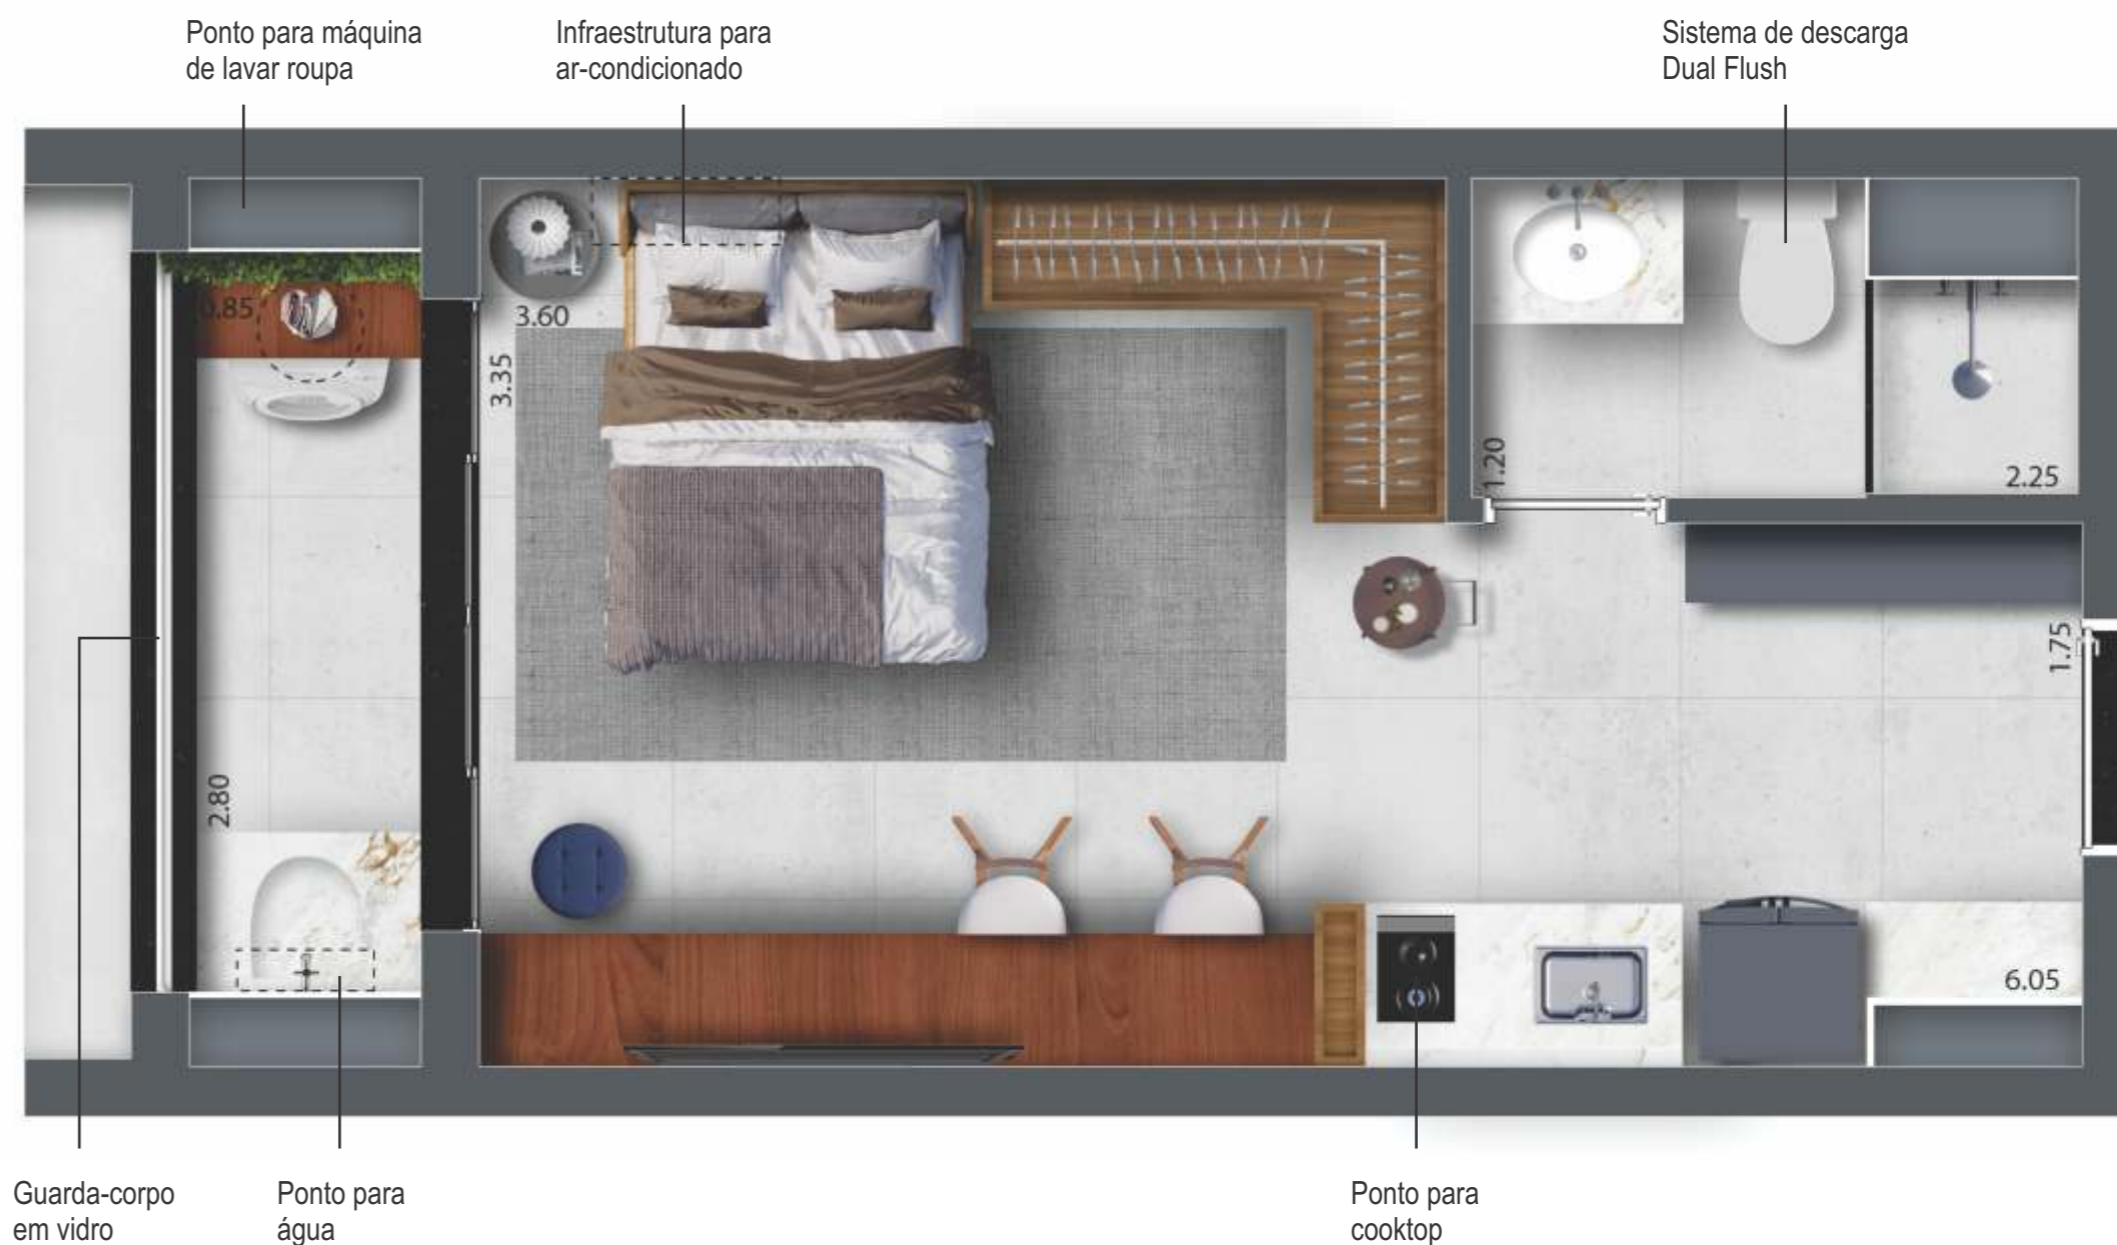 Ponto para máquina
de lavar roupa
Infraestrutura para
ar-condicionado
Sistema de descarga
Dual Flush
0.85
3.60
3.35
1.20
2.25
1.75
2.80
6.05
Guarda-corpo
em vidro
Ponto para
água
Ponto para
cooktop